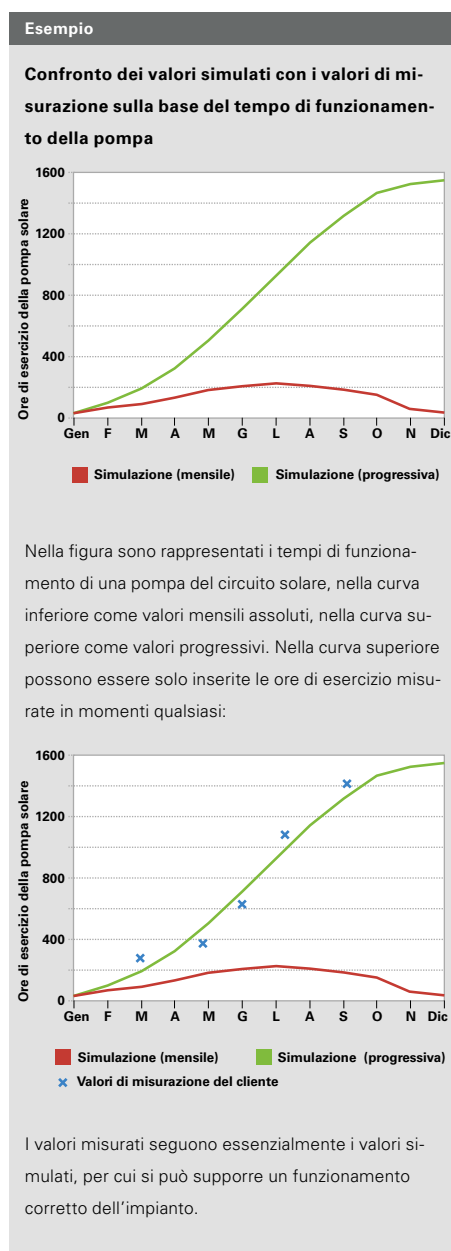 Esempio
Confronto dei valori simulati con i valori di mi-
surazione sulla base del tempo di funzionamen-
to della pompa
Ore di esercizio della pompa solare
1600
1200
800
400
0
Gen F M A M G L A S O N Dic
Simulazione (mensile) Simulazione (progressiva)
Nella figura sono rappresentati i tempi di funziona-
mento di una pompa del circuito solare, nella curva
inferiore come valori mensili assoluti, nella curva su-
periore come valori progressivi. Nella curva superiore
possono essere solo inserite le ore di esercizio misu-
rate in momenti qualsiasi:
Ore di esercizio della pompa solare
1600
1200
800
400
0
Gen F M A M G L A S O N Dic
Simulazione (mensile) Simulazione (progressiva)
Valori di misurazione del cliente
I valori misurati seguono essenzialmente i valori si-
mulati, per cui si può supporre un funzionamento
corretto dell'impianto.